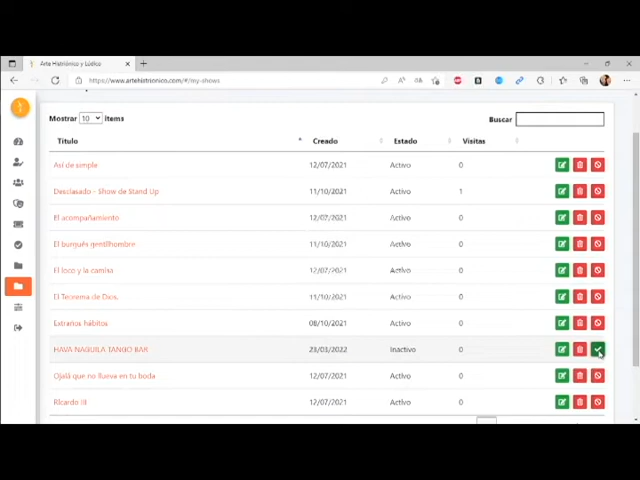 Arte Histriónico y Lúdico
https://www.artehistrionico.com/#/my-shows
Mostrar 10 items
Buscar
Título Creado Estado Visitas
Así de simple 12/07/2021 Activo 0
Desclasado - Show de Stand Up 11/10/2021 Activo 1
El acompañamiento 12/07/2021 Activo 0
El burgués gentilhombre 11/10/2021 Activo 0
El loco y la camisa 12/07/2021 Activo 0
El Teorema de Dios. 11/10/2021 Activo 0
Extraños hábitos 08/10/2021 Activo 0
HAVA NAGUILA TANGO BAR 23/03/2022 Inactivo 0
Ojalá que no llueva en tu boda 12/07/2021 Activo 0
Ricardo III 12/07/2021 Activo 0